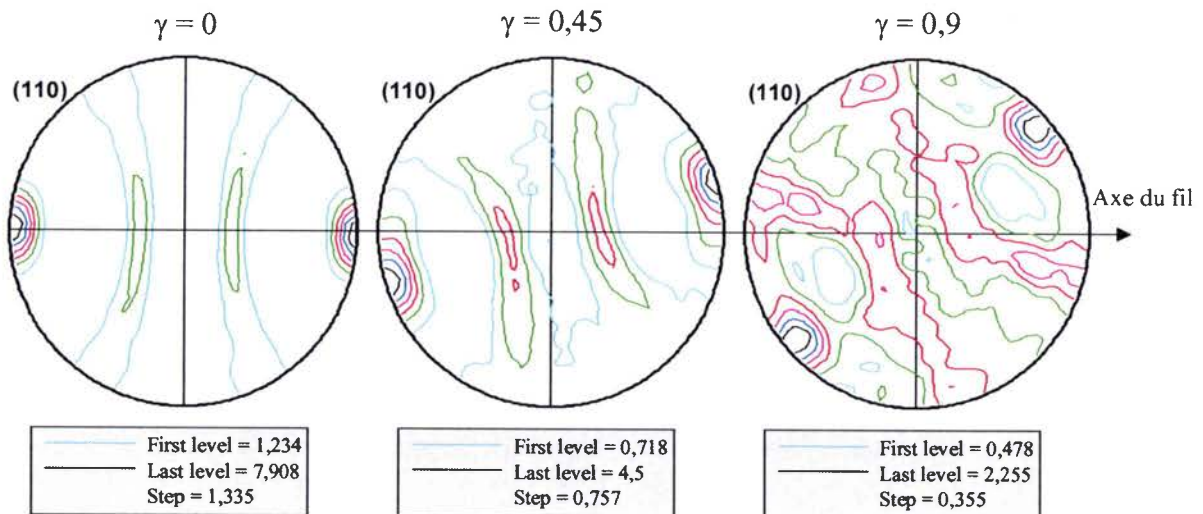 γ = 0
γ = 0,45
γ = 0,9
(110)
(110)
(110)
Axe du fil
First level = 1,234
Last level = 7,908
Step = 1,335
First level = 0,718
Last level = 4,5
Step = 0,757
First level = 0,478
Last level = 2,255
Step = 0,355